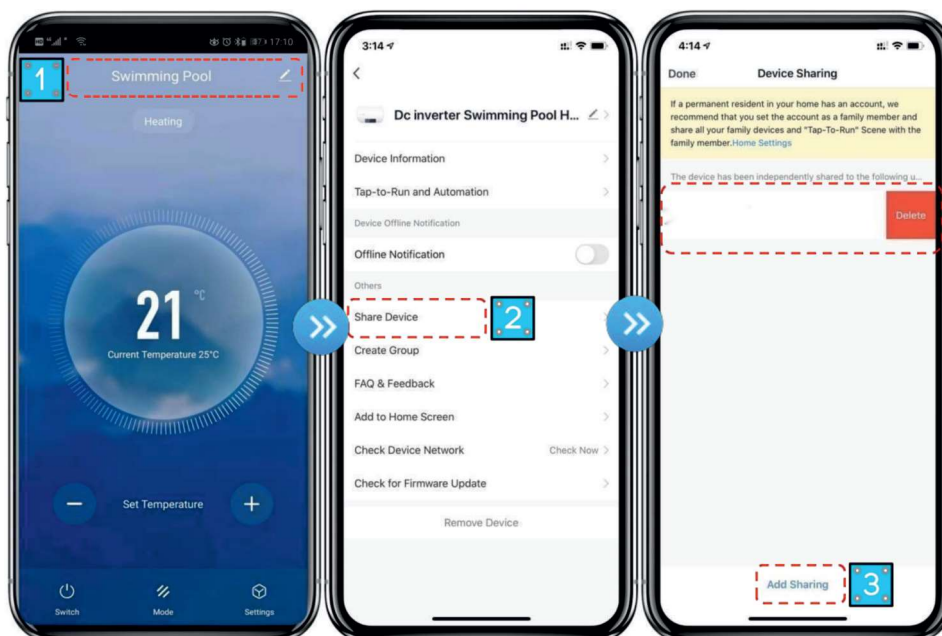 17:10
1
Swimming Pool
Heating
21 °C
Current Temperature 25°C
Set Temperature
Switch
Mode
Settings
3:14
Dc inverter Swimming Pool H...
Device Information
Tap-to-Run and Automation
Device Offline Notification
Offline Notification
Others
Share Device
2
Create Group
FAQ & Feedback
Add to Home Screen
Check Device Network Check Now
Check for Firmware Update
Remove Device
4:14
Done Device Sharing
If a permanent resident in your home has an account, we
recommend that you set the account as a family member and
share all your family devices and "Tap-To-Run" Scene with the
family member.Home Settings
The device has been independently shared to the following u...
Delete
Add Sharing
3